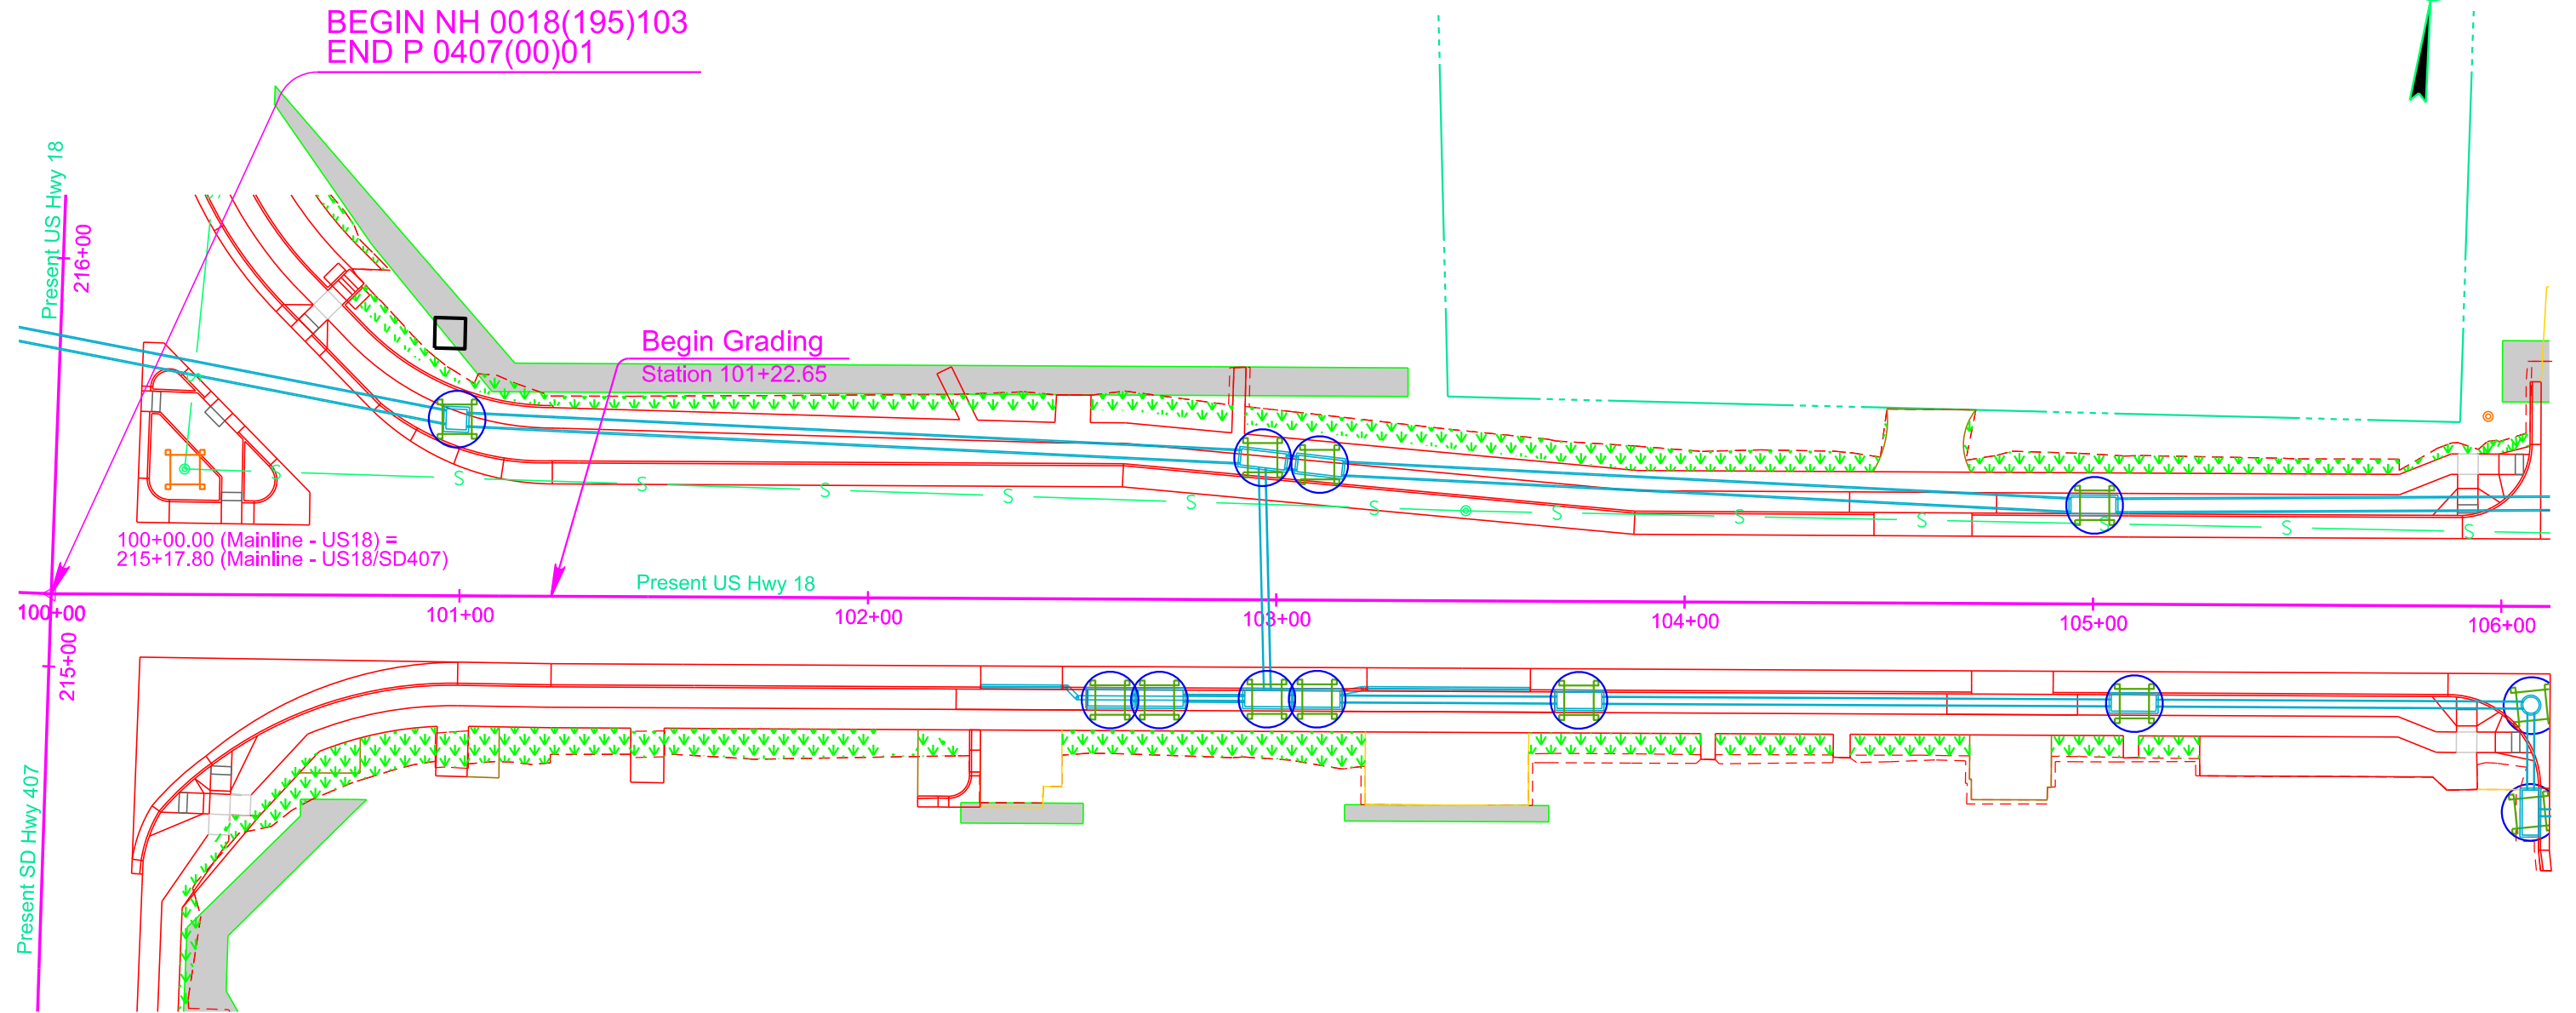 BEGIN NH 0018(195)103
END P 0407(00)01
Present US Hwy 18
216+00
Begin Grading
Station 101+22.65
S
S
S
S
S
S
S
S
S
S
S
S
S
100+00.00 (Mainline - US18) =
215+17.80 (Mainline - US18/SD407)
Present US Hwy 18
100+00
101+00
102+00
103+00
104+00
105+00
106+00
215+00
Present SD Hwy 407